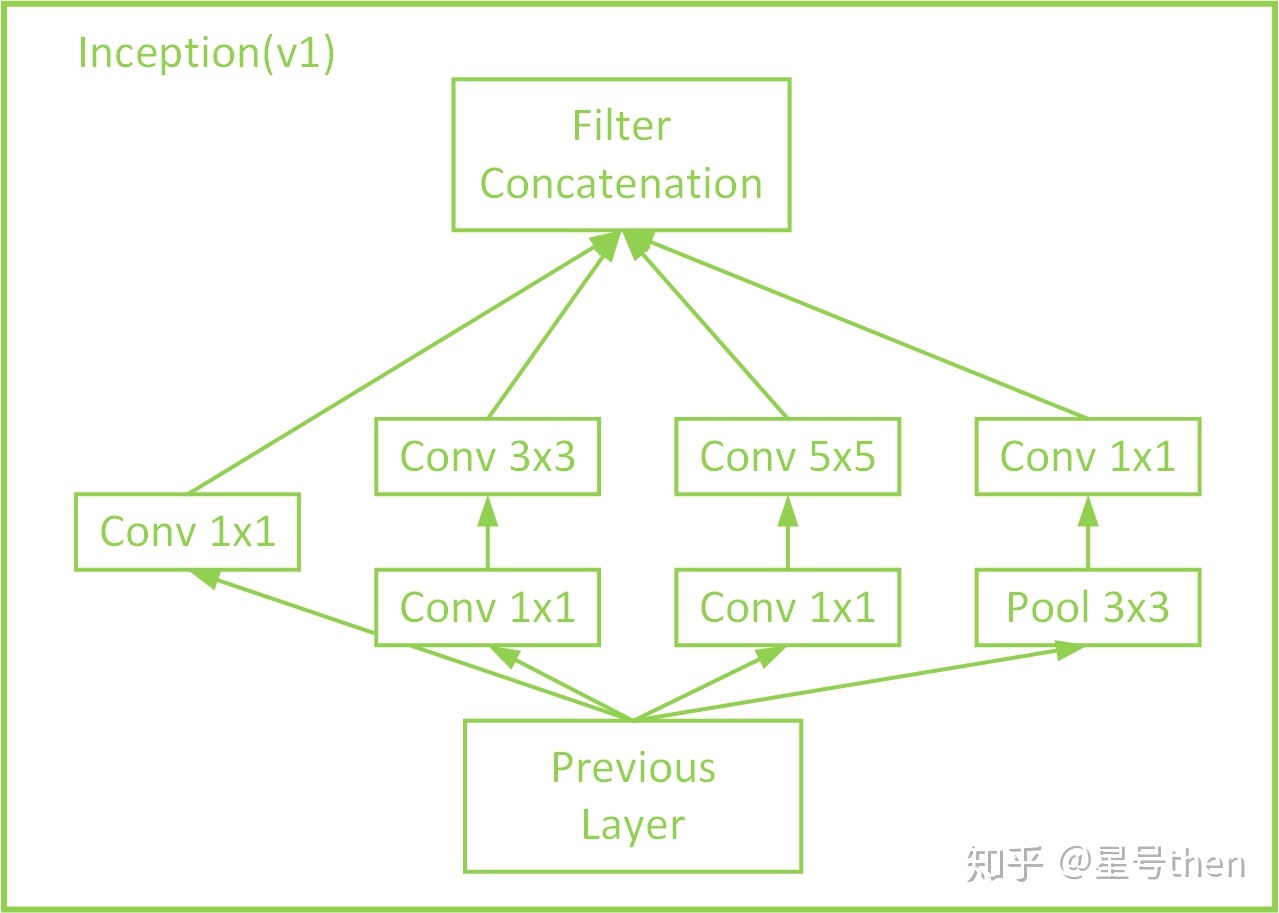 Inception(v1)
Filter
Concatenation
Conv 3x3
Conv 5x5
Conv 1x1
Conv 1x1
Conv 1x1
Conv 1x1
Pool 3x3
Previous
Layer
知乎 @星号then